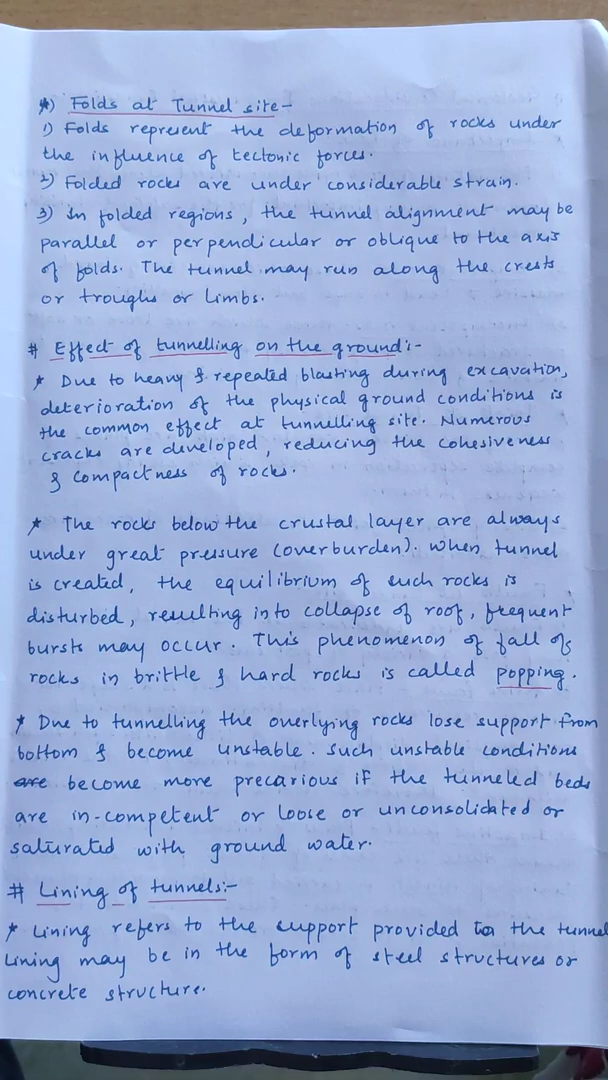 *) Folds at Tunnel site-
1) Folds represent the deformation of rocks under
the influence of tectonic forces.
2) Folded rocks are under considerable strain.
3) In folded regions, the tunnel alignment may be
parallel or perpendicular or oblique to the axis
of folds. The tunnel may run along the crests
or troughs or limbs.
# Effect of tunnelling on the ground:-
* Due to heavy & repeated blasting during excavation,
deterioration of the physical ground conditions is
the common effect at tunnelling site. Numerous
cracks are developed, reducing the cohesiveness
& compactness of rocks.
* The rocks below the crustal layer are always
under great pressure (overburden). When tunnel
is created, the equilibrium of such rocks is
disturbed, resulting into collapse of roof, frequent
bursts may occur. This phenomenon of fall of
rocks in brittle & hard rocks is called popping.
* Due to tunnelling the overlying rocks lose support from
bottom & become unstable. Such unstable conditions
are become more precarious if the tunneled beds
are in-competent or loose or unconsolidated or
saturated with ground water.
# Lining of tunnels:-
* Lining refers to the support provided to the tunnel
Lining may be in the form of steel structures or
concrete structure.